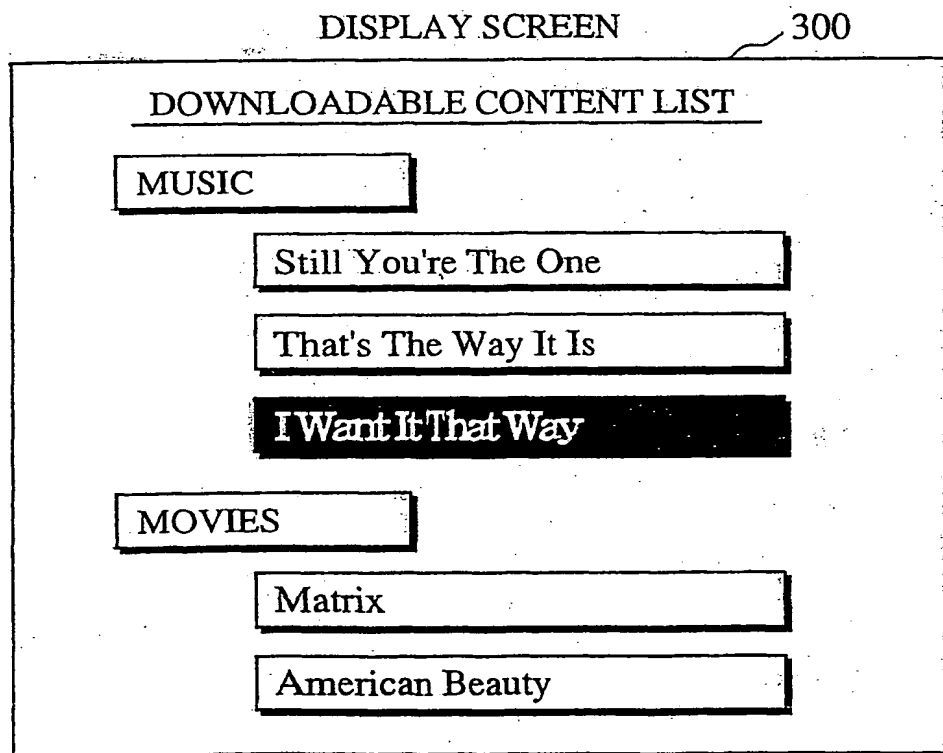 DISPLAY SCREEN 300
DOWNLOADABLE CONTENT LIST
MUSIC
Still You're The One
That's The Way It Is
I Want It That Way
MOVIES
Matrix
American Beauty